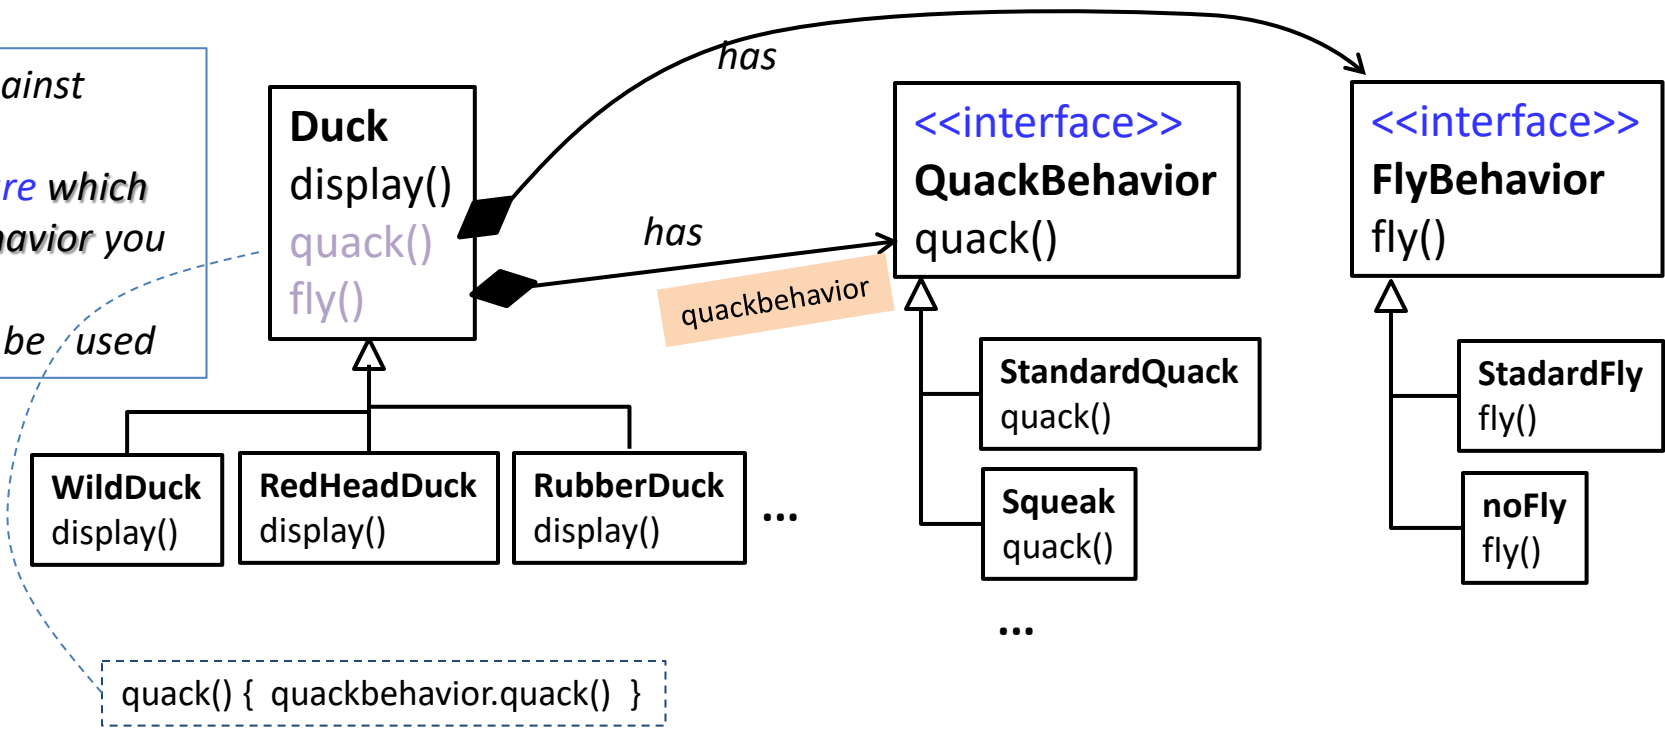 ainst
re which
avior you
be used
Duck
display()
quack()
fly()
has
has
quackbehavior
<<interface>>
QuackBehavior
quack()
<<interface>>
FlyBehavior
fly()
StandardQuack
quack()
Squeak
quack()
...
StadardFly
fly()
noFly
fly()
WildDuck
display()
RedHeadDuck
display()
RubberDuck
display()
...
quack() { quackbehavior.quack() }